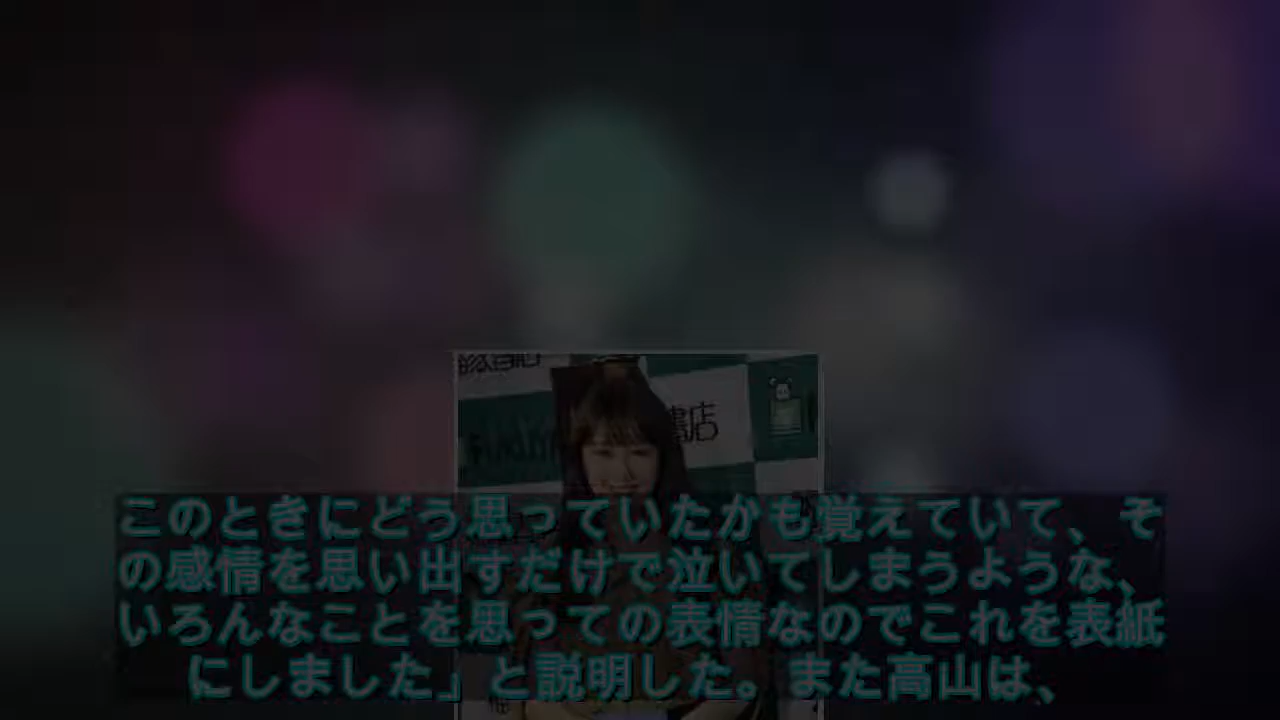 書店
このときにどう思っていたかも覚えていて、そ
の感情を思い出すだけで泣いてしまうような、
いろんなことを思っての表情なのでこれを表紙
にしました」と説明した。また高山は、